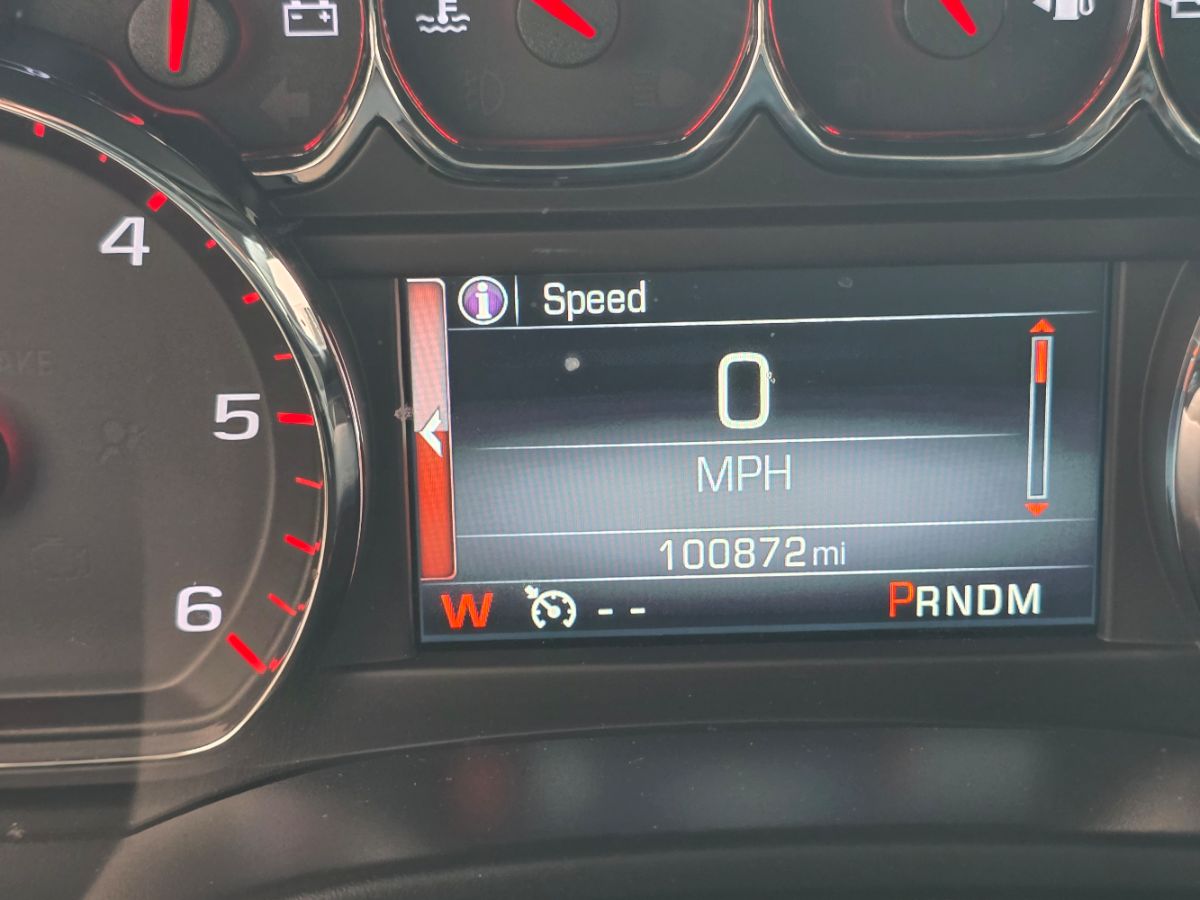 4
5
6
Speed
0
MPH
100872 mi
W -- PRNDM